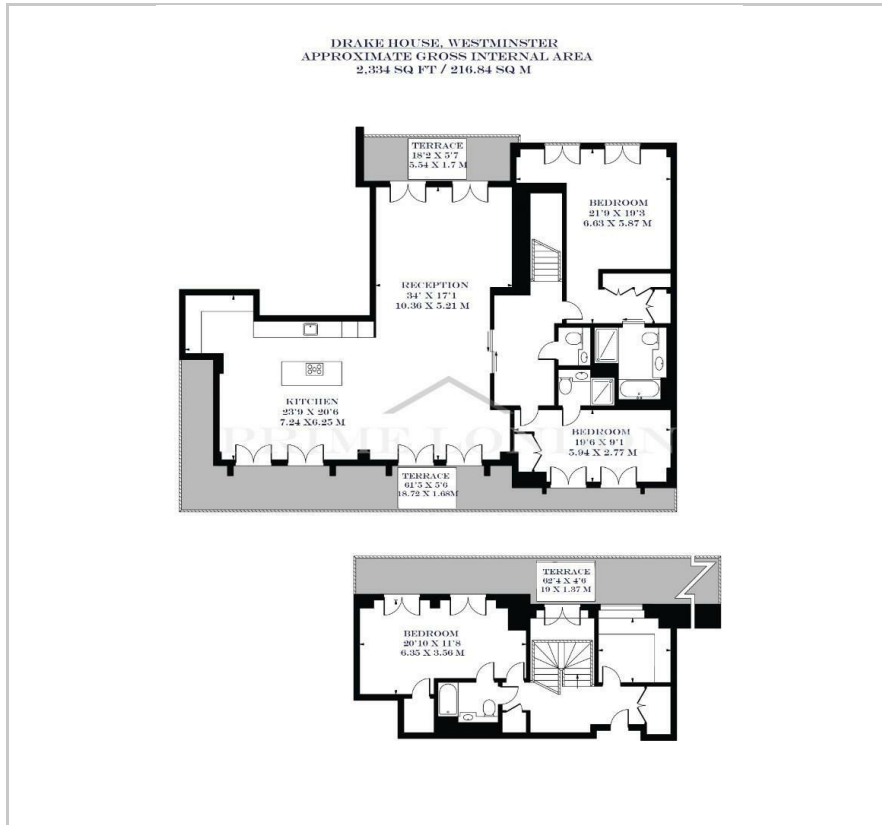 DRAKE HOUSE, WESTMINSTER
APPROXIMATE GROSS INTERNAL AREA
2,334 SQ FT / 216.84 SQ M
TERRACE
18'2 X 5'7
5.54 X 1.7 M
BEDROOM
21'9 X 19'3
6.63 X 5.87 M
RECEPTION
34' X 17'1
10.36 X 5.21 M
KITCHEN
23'9 X 20'6
7.24 X6.25 M
PRIME LONDON
BEDROOM
19'6 X 9'1
5.94 X 2.77 M
TERRACE
61'5 X 5'6
18.72 X 1.68M
TERRACE
62'4 X 4'6
19 X 1.37 M
BEDROOM
20'10 X 11'8
6.35 X 3.56 M